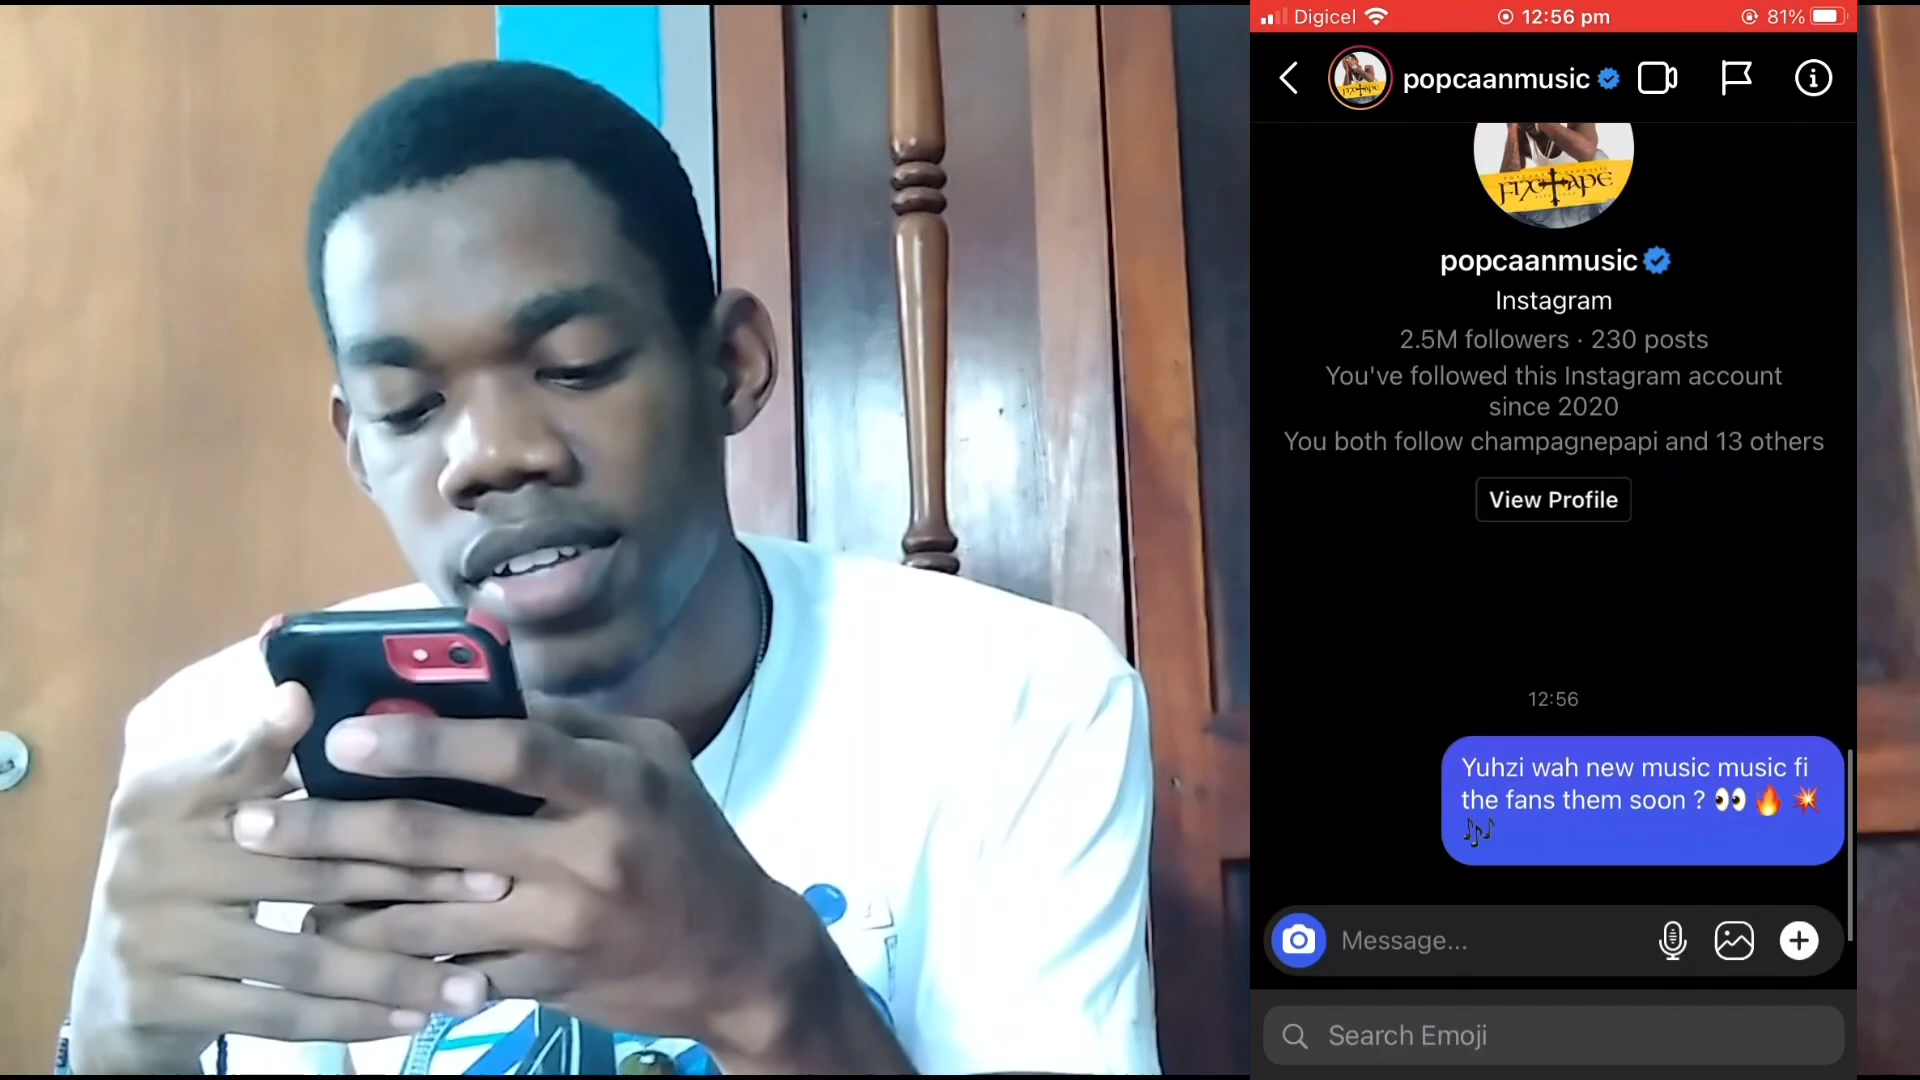 Digicel 12:56 pm 81%
popcaanmusic
FIXTAPE
FIXTAPE
popcaanmusic
Instagram
2.5M followers · 230 posts
You've followed this Instagram account
since 2020
You both follow champagnepapi and 13 others
View Profile
12:56
Yuhzi wah new music music fi
the fans them soon ? 👀 🔥 💥
🎶
Message...
Search Emoji